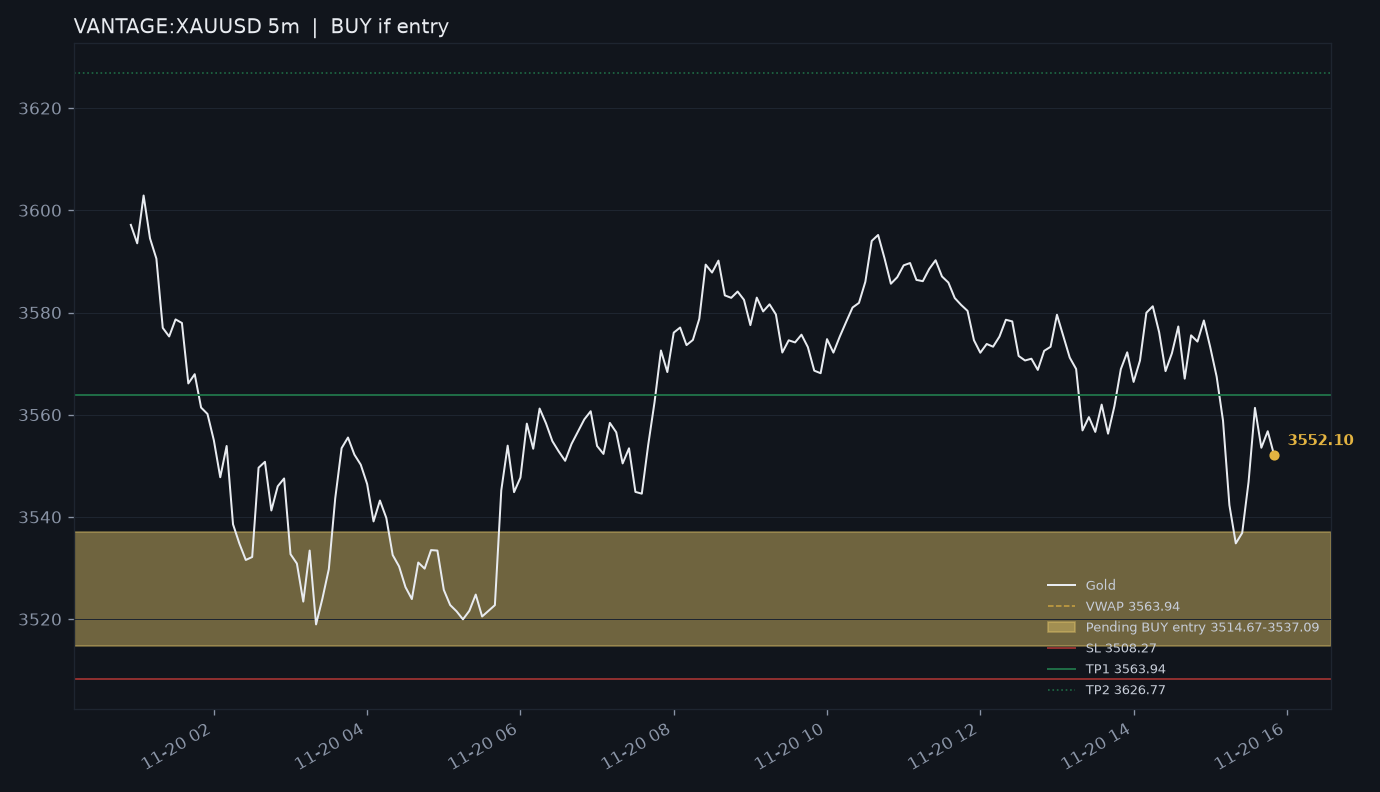 VANTAGE:XAUUSD 5m | BUY if entry
3620
3600
3580
3560
3540
3520
3552.10
Gold
VWAP 3563.94
Pending BUY entry 3514.67-3537.09
SL 3508.27
TP1 3563.94
TP2 3626.77
11-20 02
11-20 04
11-20 06
11-20 08
11-20 10
11-20 12
11-20 14
11-20 16